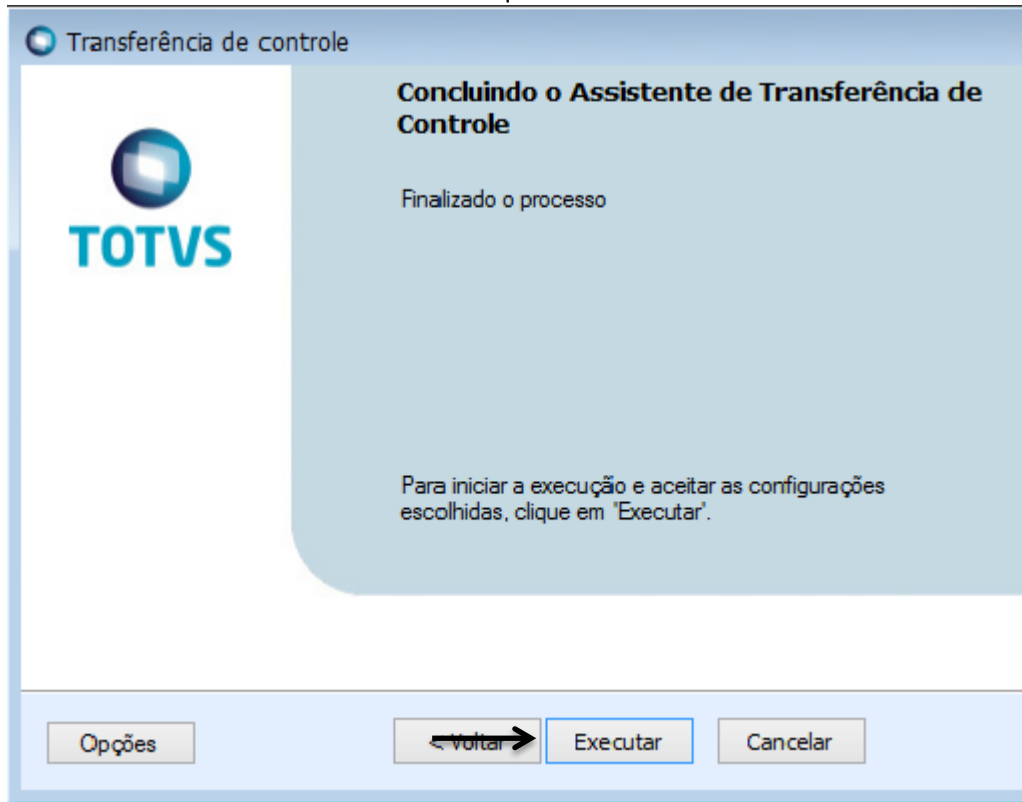 Transferência de controle
Concluindo o Assistente de Transferência de
Controle
TOTVS
Finalizado o processo
Para iniciar a execução e aceitar as configurações
escolhidas, clique em 'Executar'.
Opções
< Voltar
Executar
Cancelar